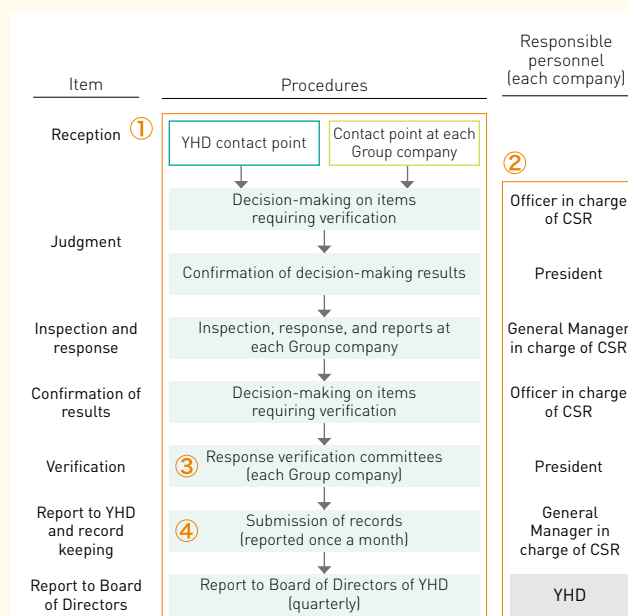 Responsible
personnel
(each company)
Item
Procedures
Reception ①
YHD contact point
Contact point at each
Group company
②
Decision-making on items
requiring verification
Officer in charge
of CSR
Judgment
Confirmation of decision-making results
President
Inspection and
response
Inspection, response, and reports at
each Group company
General Manager
in charge of CSR
Confirmation of
results
Decision-making on items
requiring verification
Officer in charge
of CSR
Verification
③ Response verification committees
(each Group company)
President
Report to YHD
and record
keeping
④ Submission of records
(reported once a month)
General
Manager in
charge of CSR
Report to Board
of Directors
Report to Board of Directors of YHD
(quarterly)
YHD